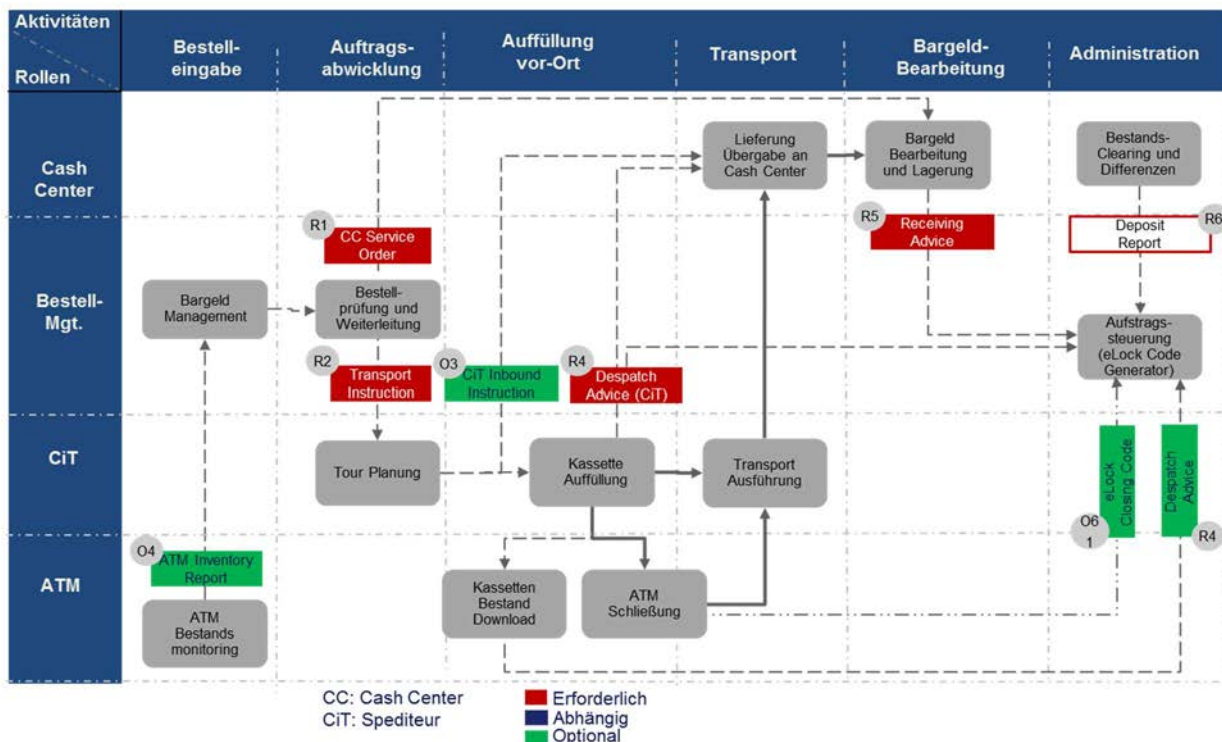 Aktivitäten
Rollen
Bestell-
eingabe
Auftrags-
abwicklung
Auffüllung
vor-Ort
Transport
Bargeld-
Bearbeitung
Administration
Cash
Center
Lieferung
Übergabe an
Cash Center
Bargeld
Bearbeitung
und Lagerung
Bestands-
Clearing und
Differenzen
R1
CC Service
Order
R5
Receiving
Advice
Deposit
Report
R6
Bestell-
Mgt.
Bargeld
Management
Bestell-
prüfung und
Weiterleitung
Aufstrags-
steuerung
(eLock Code
Generator)
R2
Transport
Instruction
O3
CiT Inbound
Instruction
R4
Despatch
Advice (CiT)
CiT
Tour Planung
Kassette
Auffüllung
Transport
Ausführung
eLock
Closing Code
O6
1
Despatch
Advice
R4
ATM
O4
ATM Inventory
Report
ATM
Bestands
monitoring
Kassetten
Bestand
Download
ATM
Schließung
CC: Cash Center
CiT: Spediteur
Erforderlich
Abhängig
Optional